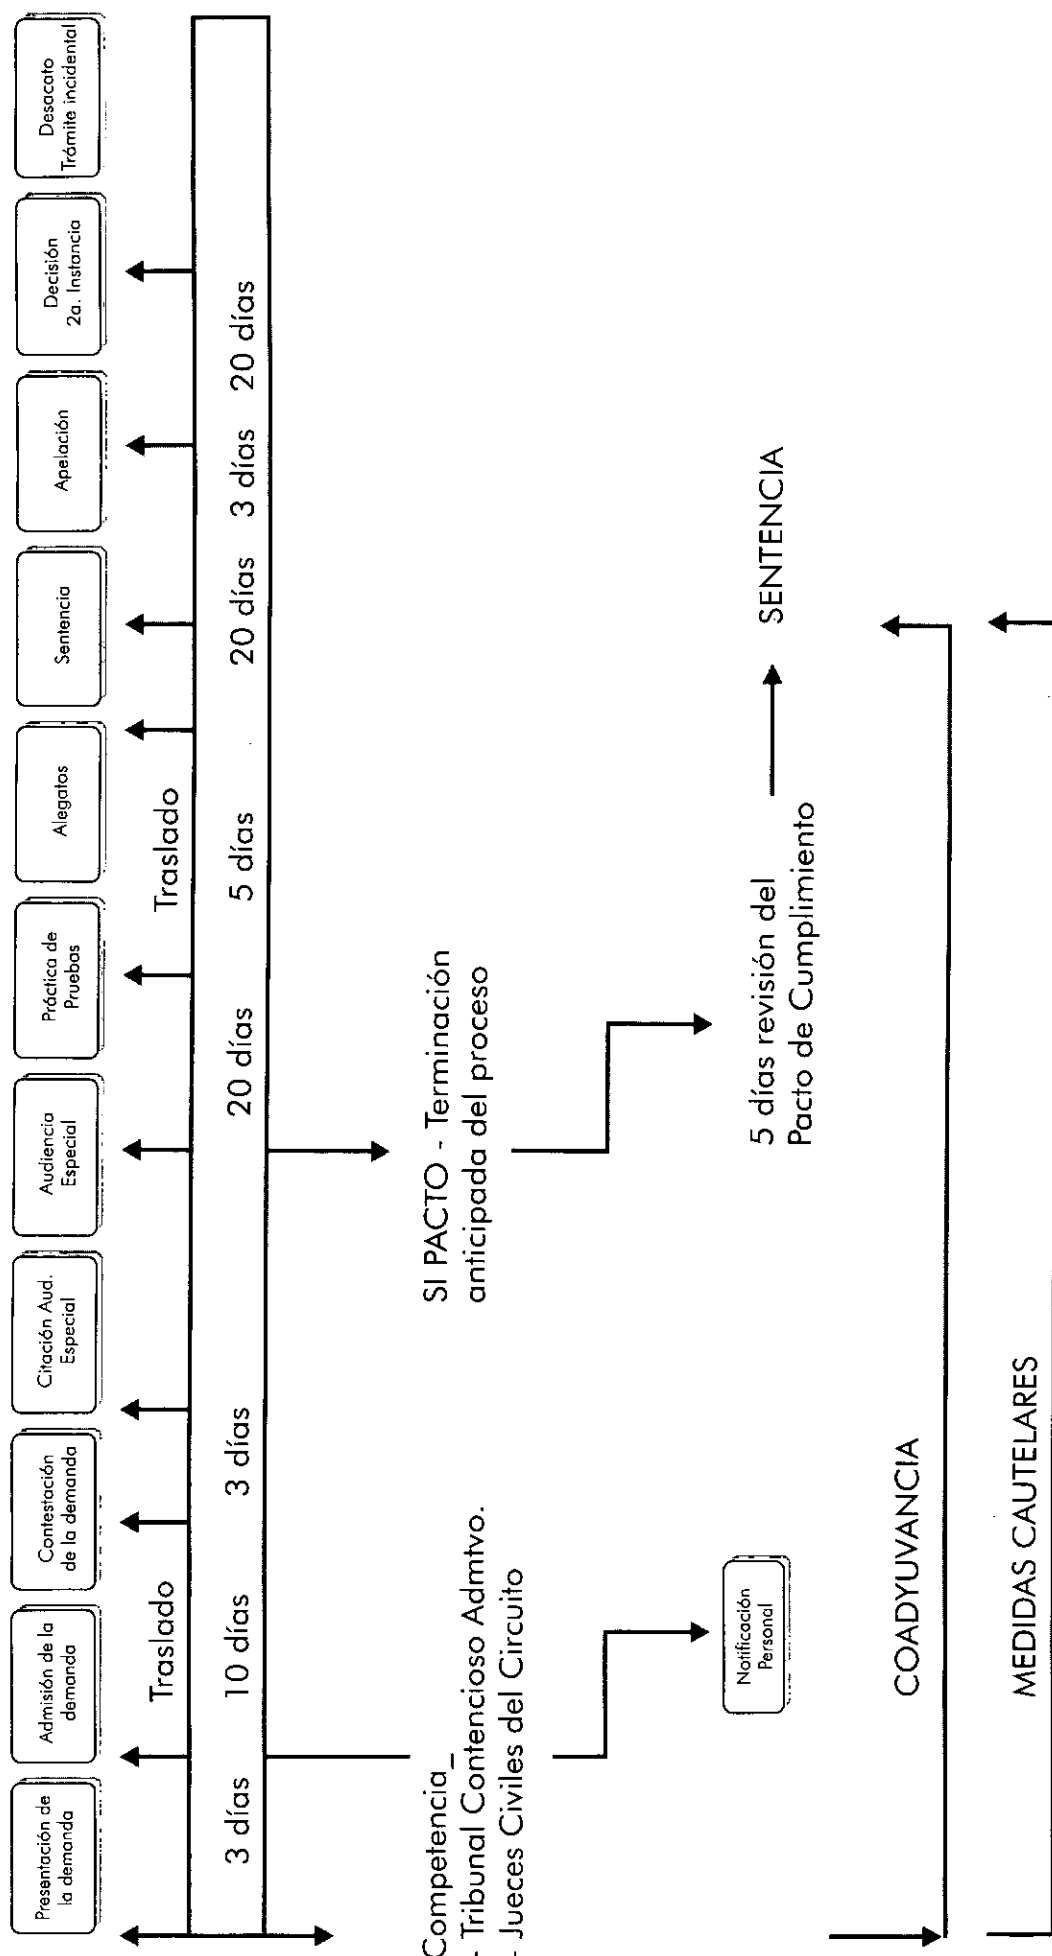 Presentación de
la demanda
Admisión de la
demanda
Contestación
de la demanda
Citación Aud.
Especial
Audiencia
Especial
Práctica de
Pruebas
Alegatos
Sentencia
Apelación
Decisión
2a. Instancia
Desacato
Trámite incidental
Traslado
Traslado
3 días
10 días
3 días
20 días
5 días
20 días
3 días
20 días
Competencia_
- Tribunal Contencioso Admtvo.
- Jueces Civiles del Circuito
SI PACTO - Terminación
anticipada del proceso
Notificación
Personal
5 días revisión del
Pacto de Cumplimiento
SENTENCIA
COADYUVANCIA
MEDIDAS CAUTELARES